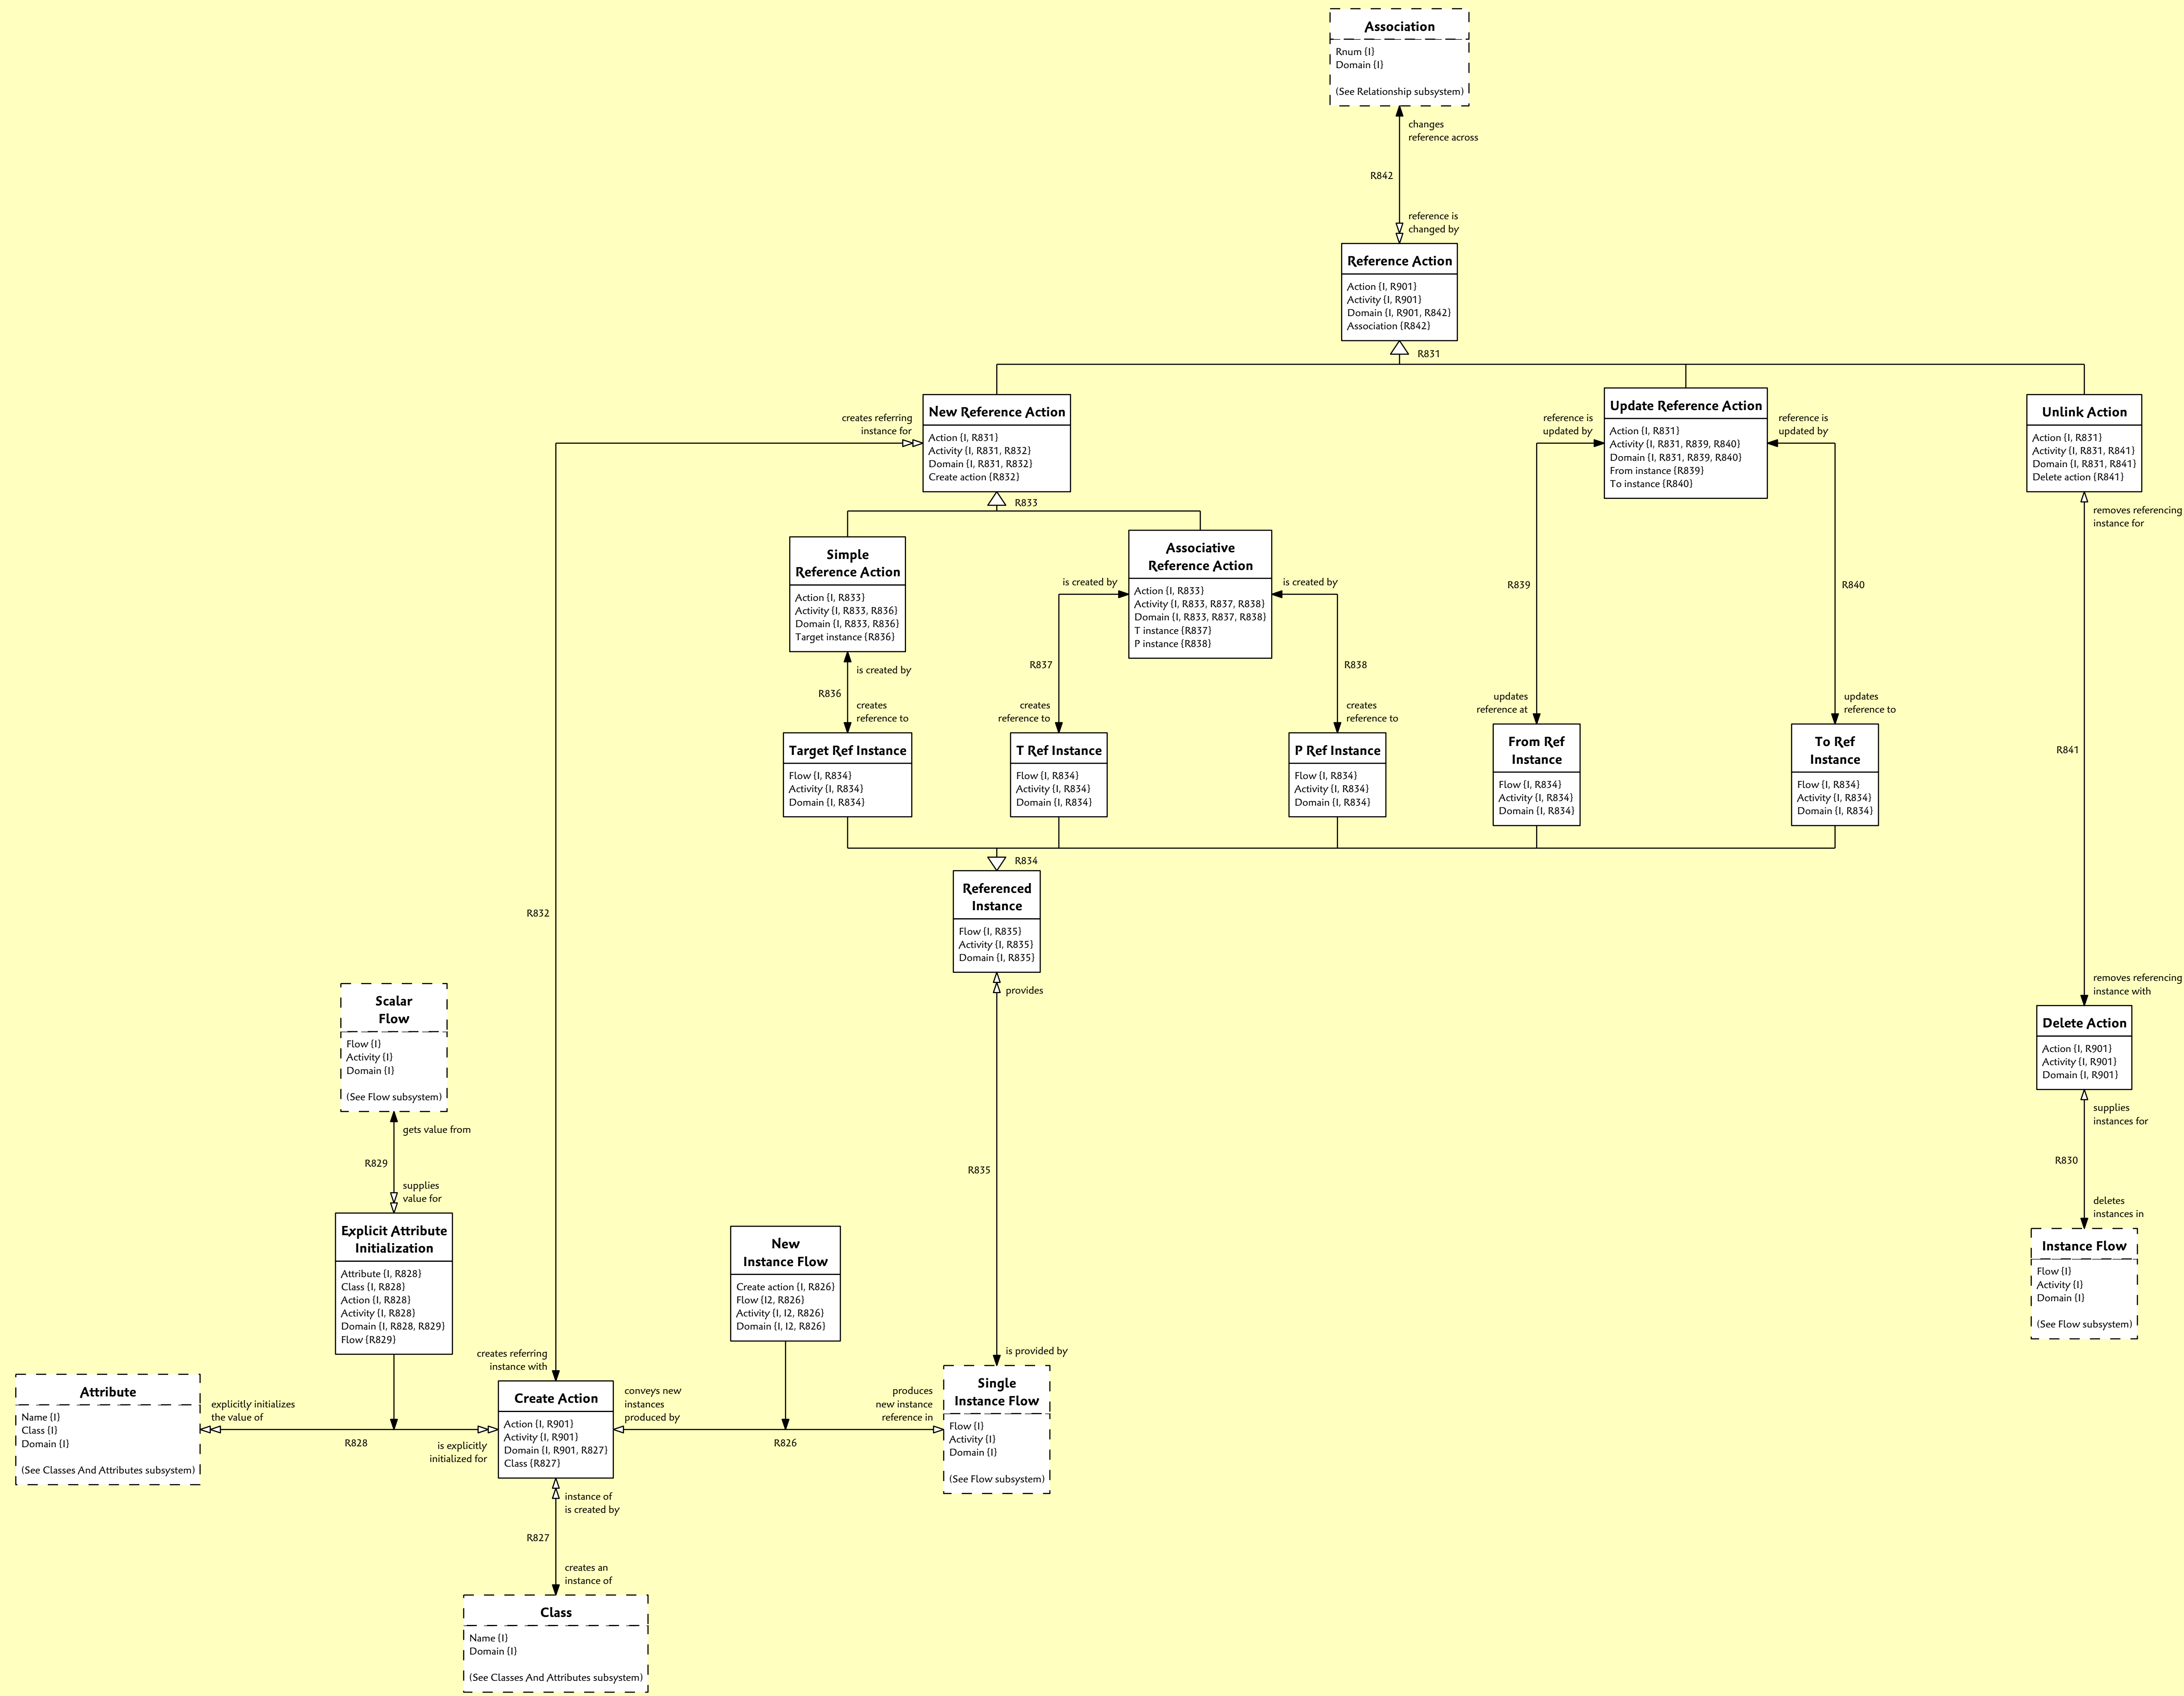 Association
Rnum {I}
Domain {I}
(See Relationship subsystem)
changes
reference across
R842
reference is
changed by
Reference Action
Action {I, R901}
Activity {I, R901}
Domain {I, R901, R842}
Association {R842}
R831
creates referring
instance for
New Reference Action
Action {I, R831}
Activity {I, R831, R832}
Domain {I, R831, R832}
Create action {R832}
reference is
updated by
Update Reference Action
Action {I, R831}
Activity {I, R831, R839, R840}
Domain {I, R831, R839, R840}
From instance {R839}
To instance {R840}
reference is
updated by
Unlink Action
Action {I, R831}
Activity {I, R831, R841}
Domain {I, R831, R841}
Delete action {R841}
R833
removes referencing
instance for
Simple
Reference Action
Action {I, R833}
Activity {I, R833, R836}
Domain {I, R833, R836}
Target instance {R836}
is created by
Associative
Reference Action
Action {I, R833}
Activity {I, R833, R837, R838}
Domain {I, R833, R837, R838}
T instance {R837}
P instance {R838}
is created by
R839
R840
is created by
R836
creates
reference to
R837
creates
reference to
R838
creates
reference to
updates
reference at
updates
reference to
Target Ref Instance
Flow {I, R834}
Activity {I, R834}
Domain {I, R834}
T Ref Instance
Flow {I, R834}
Activity {I, R834}
Domain {I, R834}
P Ref Instance
Flow {I, R834}
Activity {I, R834}
Domain {I, R834}
From Ref
Instance
Flow {I, R834}
Activity {I, R834}
Domain {I, R834}
To Ref
Instance
Flow {I, R834}
Activity {I, R834}
Domain {I, R834}
R841
R834
Referenced
Instance
Flow {I, R835}
Activity {I, R835}
Domain {I, R835}
provides
R832
removes referencing
instance with
Scalar
Flow
Flow {I}
Activity {I}
Domain {I}
(See Flow subsystem)
gets value from
R829
supplies
value for
Delete Action
Action {I, R901}
Activity {I, R901}
Domain {I, R901}
supplies
instances for
R830
deletes
instances in
R835
Explicit Attribute
Initialization
Attribute {I, R828}
Class {I, R828}
Action {I, R828}
Activity {I, R828}
Domain {I, R828, R829}
Flow {R829}
New
Instance Flow
Create action {I, R826}
Flow {I2, R826}
Activity {I, I2, R826}
Domain {I, I2, R826}
Instance Flow
Flow {I}
Activity {I}
Domain {I}
(See Flow subsystem)
is provided by
creates referring
instance with
Attribute
Name {I}
Class {I}
Domain {I}
(See Classes And Attributes subsystem)
explicitly initializes
the value of
R828
is explicitly
initialized for
Create Action
Action {I, R901}
Activity {I, R901}
Domain {I, R901, R827}
Class {R827}
conveys new
instances
produced by
R826
produces
new instance
reference in
Single
Instance Flow
Flow {I}
Activity {I}
Domain {I}
(See Flow subsystem)
instance of
is created by
R827
creates an
instance of
Class
Name {I}
Domain {I}
(See Classes And Attributes subsystem)